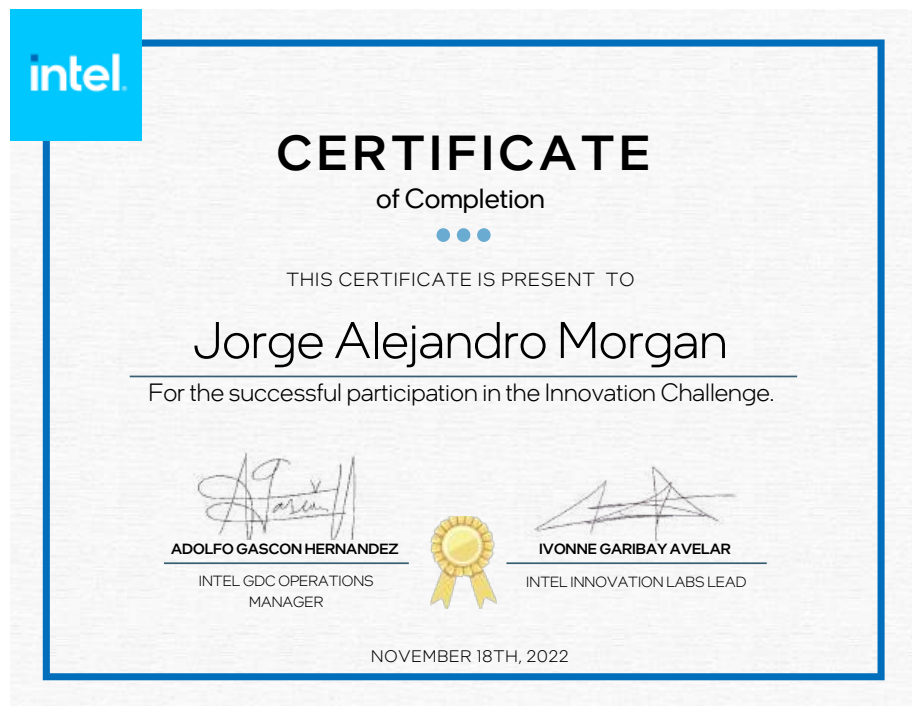 intel.
CERTIFICATE
of Completion
THIS CERTIFICATE IS PRESENT TO
Jorge Alejandro Morgan
For the successful participation in the Innovation Challenge.
ADOLFO GASCON HERNANDEZ
INTEL GDC OPERATIONS
MANAGER
IVONNE GARIBAY AVELAR
INTEL INNOVATION LABS LEAD
NOVEMBER 18TH, 2022